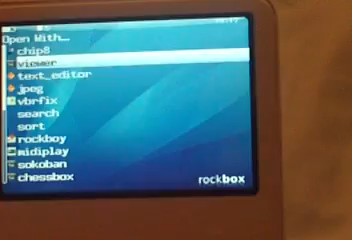 Open With...
chip8
viewer
text_editor
jpeg
vbrfix
search
sort
rockboy
midiplay
sokoban
chessbox
rockbox